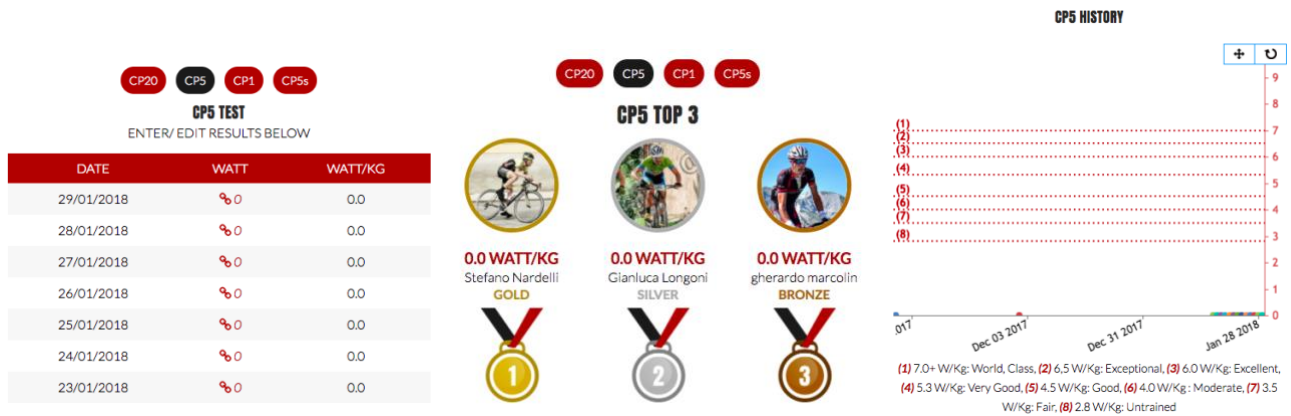 CP20 CP5 CP1 CP5s
CP5 TEST
ENTER/ EDIT RESULTS BELOW
DATE WATT WATT/KG
29/01/2018 0 0.0
28/01/2018 0 0.0
27/01/2018 0 0.0
26/01/2018 0 0.0
25/01/2018 0 0.0
24/01/2018 0 0.0
23/01/2018 0 0.0
CP20 CP5 CP1 CP5s
CP5 TOP 3
@
0.0 WATT/KG 0.0 WATT/KG 0.0 WATT/KG
Stefano Nardelli Gianluca Longoni gherardo marcolin
GOLD SILVER BRONZE
1 2 3
CP5 HISTORY
9
8
(1) 7
(2)
(3) 6
(4)
5
(5)
(6) 4
(7)
(8) 3
2
1
0
.017 Dec 03 2017 Dec 31 2017 Jan 28 2018
(1) 7.0+ W/Kg: World, Class, (2) 6,5 W/Kg: Exceptional, (3) 6.0 W/Kg: Excellent,
(4) 5.3 W/Kg: Very Good, (5) 4.5 W/Kg: Good, (6) 4.0 W/Kg : Moderate, (7) 3.5
W/Kg: Fair, (8) 2.8 W/Kg: Untrained